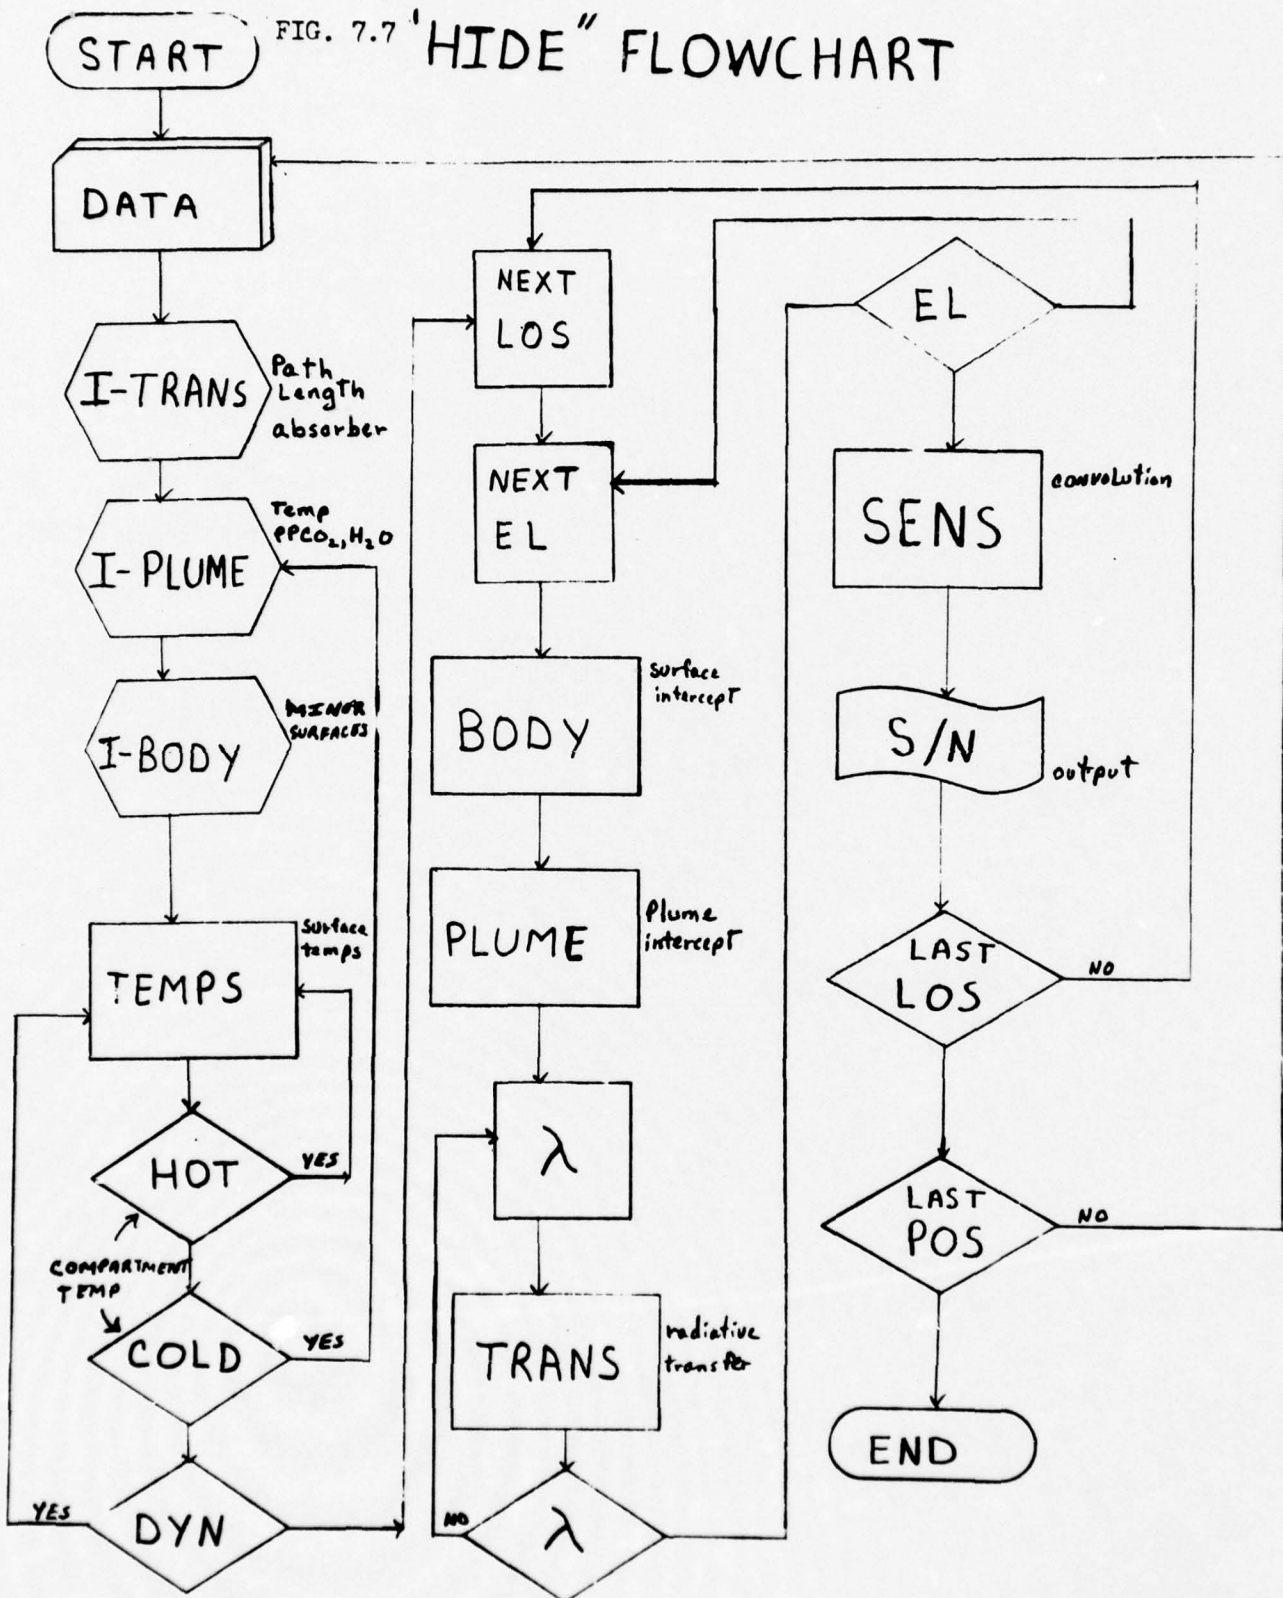 FIG. 7.7 'HIDE" FLOWCHART
START
DATA
I-TRANS
Path
Length
absorber
I-PLUME
Temp
PPCO₂, H₂O
I-BODY
MINOR
SURFACES
TEMPS
surface
temps
HOT
YES
COMPARTMENT
TEMP
COLD
YES
DYN
YES
NEXT
LOS
NEXT
EL
BODY
surface
intercept
PLUME
Plume
intercept
λ
TRANS
radiative
transfer
λ
NO
EL
SENS
convolution
S/N
output
LAST
LOS
NO
LAST
POS
NO
END